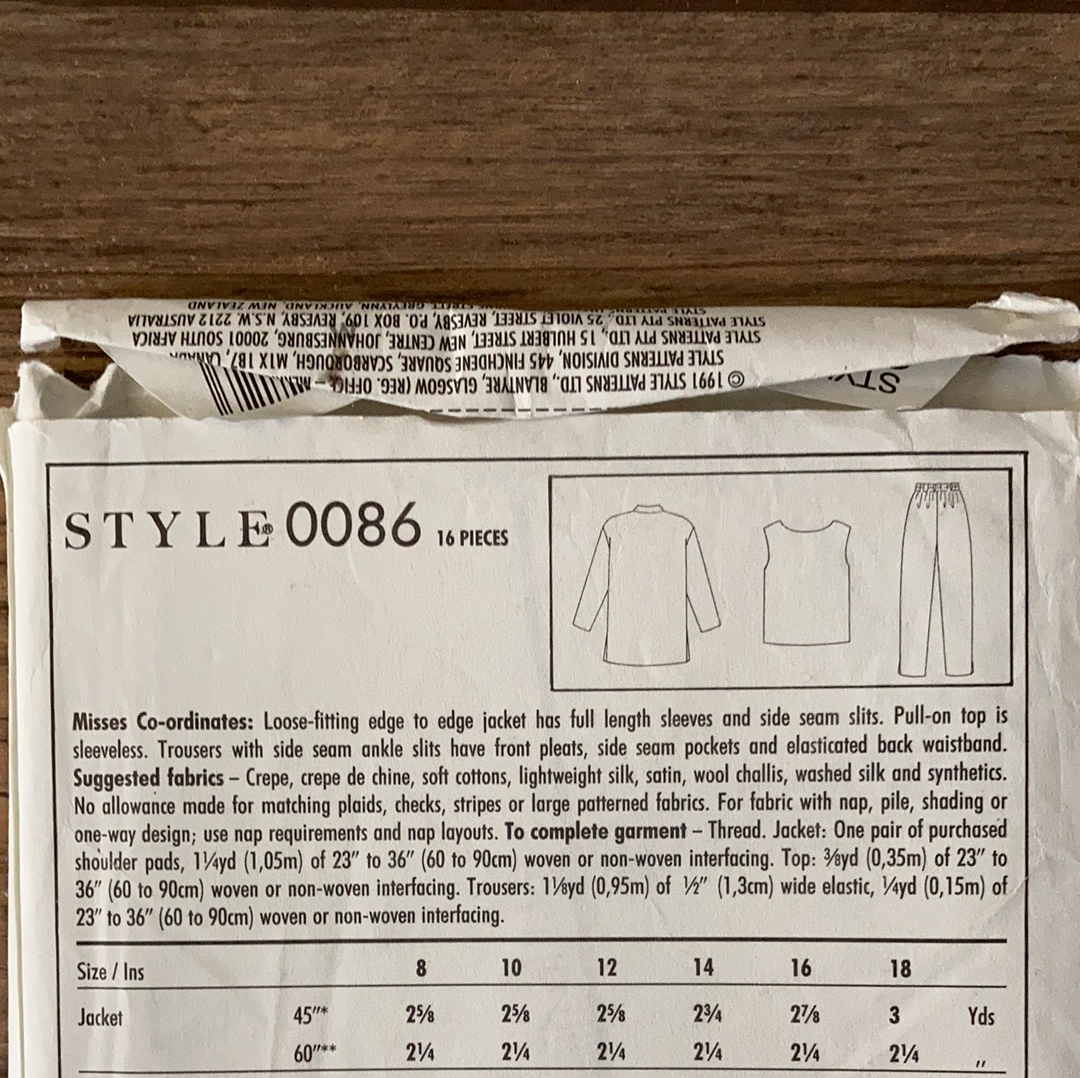 © 1991 STYLE PATTERNS LTD., BLANTYRE, GLASGOW (REG. OFFICE
STYLE PATTERNS DIVISION, 445 FINCHDENE SQUARE, SCARBOROUGH, M1X 1B7,
STYLE PATTERNS PTY LTD., 15 HULBERT STREET, NEW CENTRE, JOHANNESBURG, 20001 SOUTH AFRICA
STYLE PATTERNS PTY LTD., 25 VIOLET STREET, REVESBY, P.O. BOX 109, REVESBY, N.S.W. 2212 AUSTRALIA
AUCKLAND, NEW ZEALAND
STYLE® 0086 16 PIECES
Misses Co-ordinates: Loose-fitting edge to edge jacket has full length sleeves and side seam slits. Pull-on top is
sleeveless. Trousers with side seam ankle slits have front pleats, side seam pockets and elasticated back waistband.
Suggested fabrics – Crepe, crepe de chine, soft cottons, lightweight silk, satin, wool challis, washed silk and synthetics.
No allowance made for matching plaids, checks, stripes or large patterned fabrics. For fabric with nap, pile, shading or
one-way design; use nap requirements and nap layouts. To complete garment – Thread. Jacket: One pair of purchased
shoulder pads, 1¼yd (1,05m) of 23" to 36" (60 to 90cm) woven or non-woven interfacing. Top: ⅜yd (0,35m) of 23" to
36" (60 to 90cm) woven or non-woven interfacing. Trousers: 1⅛yd (0,95m) of ½" (1,3cm) wide elastic, ¼yd (0,15m) of
23" to 36" (60 to 90cm) woven or non-woven interfacing.
Size / Ins 8 10 12 14 16 18
Jacket 45"* 2⅝ 2⅝ 2⅝ 2¾ 2⅞ 3 Yds
60"** 2¼ 2¼ 2¼ 2¼ 2¼ 2¼ ,,